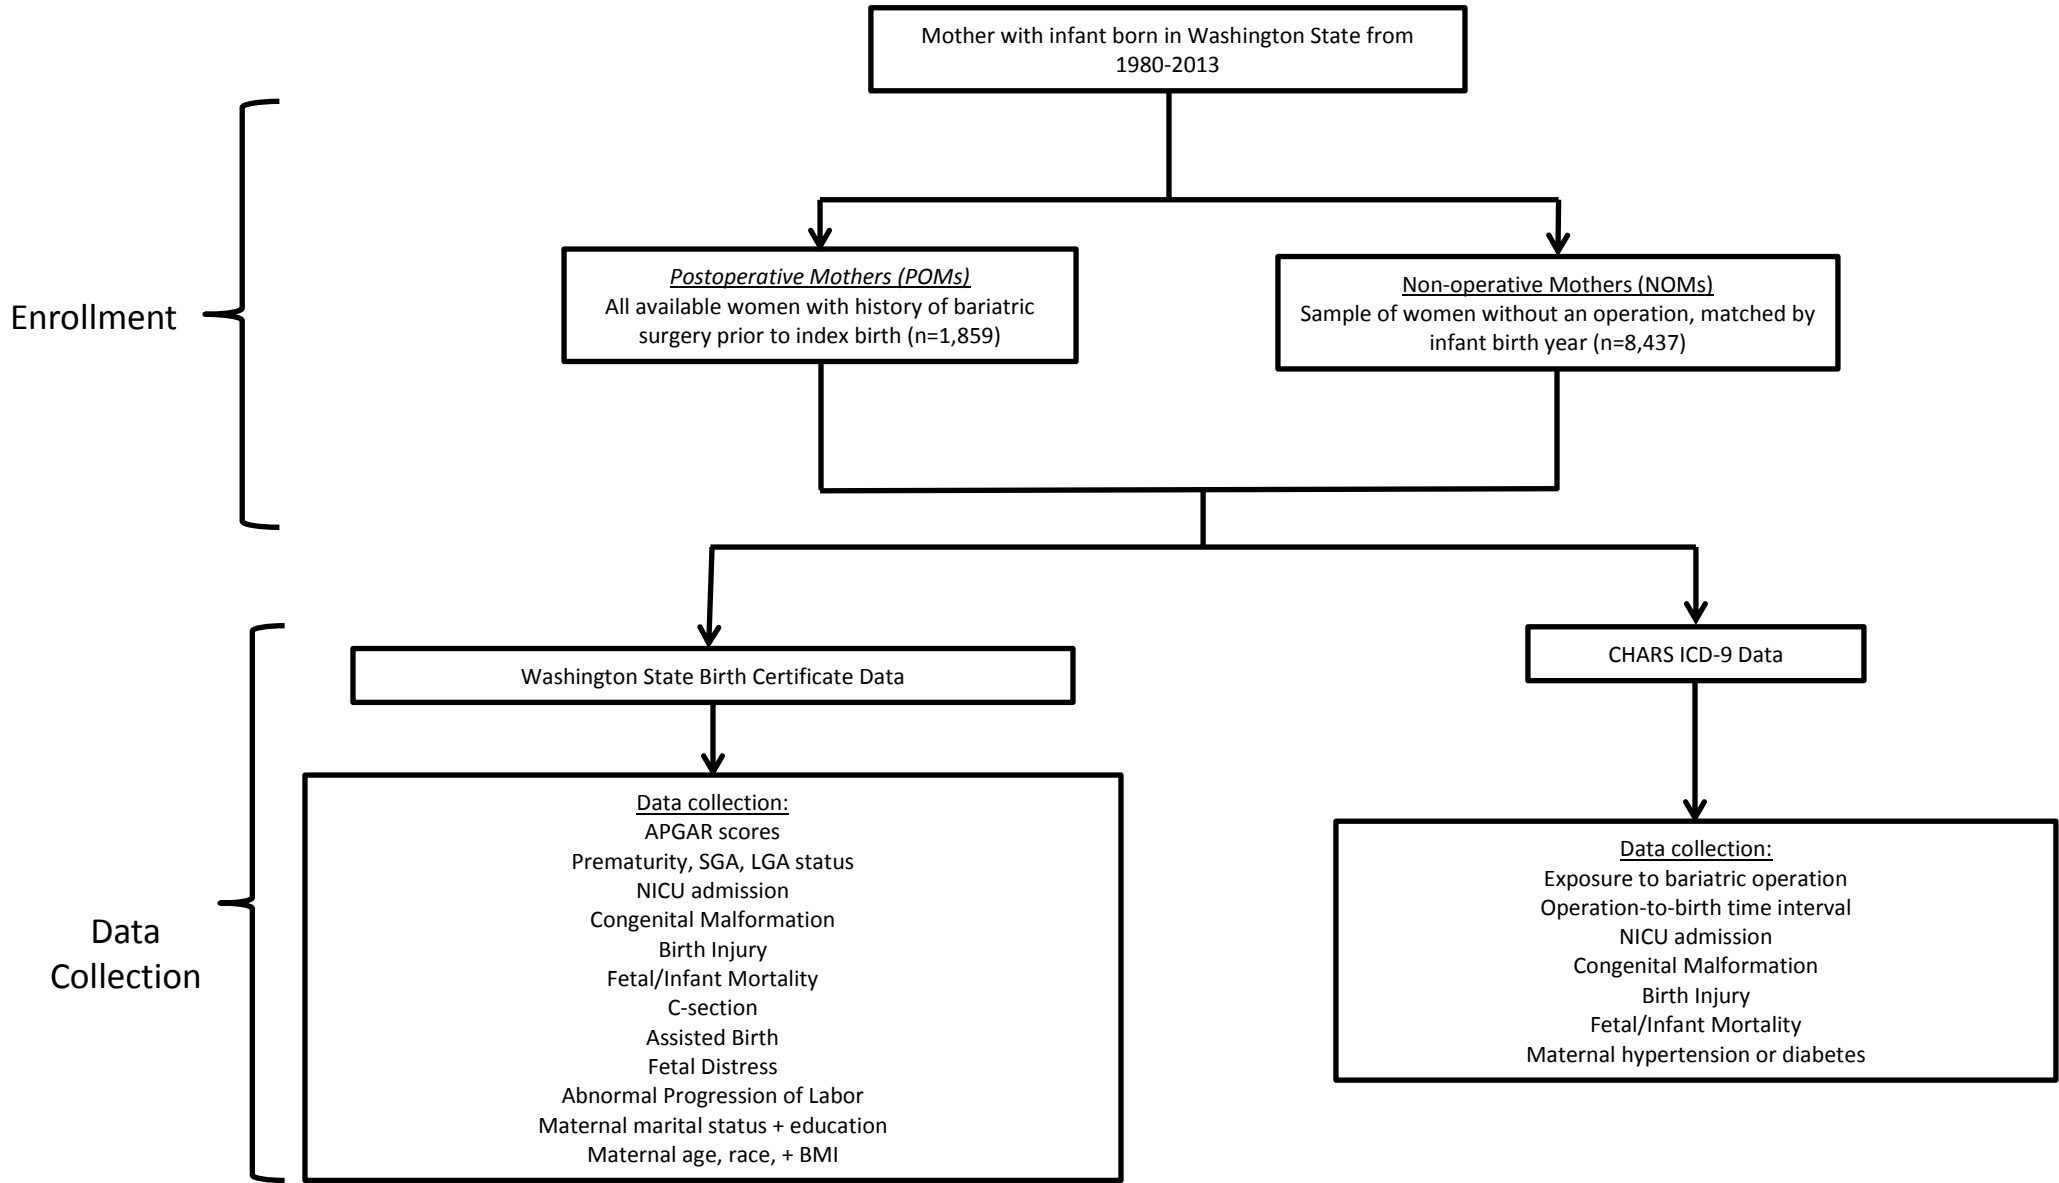 Mother with infant born in Washington State from
1980-2013
Enrollment
Postoperative Mothers (POMs)
All available women with history of bariatric
surgery prior to index birth (n=1,859)
Non-operative Mothers (NOMs)
Sample of women without an operation, matched by
infant birth year (n=8,437)
Data
Collection
Washington State Birth Certificate Data
CHARS ICD-9 Data
Data collection:
APGAR scores
Prematurity, SGA, LGA status
NICU admission
Congenital Malformation
Birth Injury
Fetal/Infant Mortality
C-section
Assisted Birth
Fetal Distress
Abnormal Progression of Labor
Maternal marital status + education
Maternal age, race, + BMI
Data collection:
Exposure to bariatric operation
Operation-to-birth time interval
NICU admission
Congenital Malformation
Birth Injury
Fetal/Infant Mortality
Maternal hypertension or diabetes